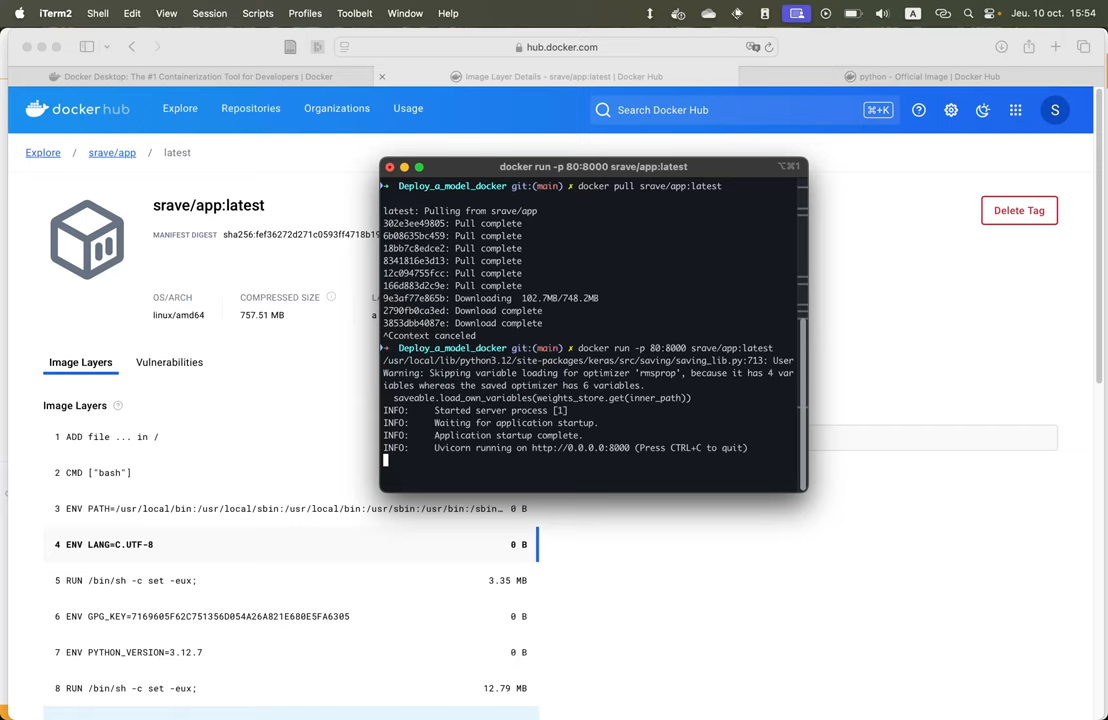 iTerm2 Shell Edit View Session Scripts Profiles Toolbelt Window Help A Jeu. 10 oct. 15:54
hub.docker.com
Docker Desktop: The #1 Containerization Tool for Developers | Docker
Image Layer Details - srave/app:latest | Docker Hub
python - Official Image | Docker Hub
docker hub Explore Repositories Organizations Usage Search Docker Hub ⌘+K ? S
Explore / srave/app / latest
srave/app:latest
MANIFEST DIGEST sha256:fef36272d271c0593ff4718b19
Delete Tag
OS/ARCH
linux/amd64
COMPRESSED SIZE
757.51 MB
Image Layers Vulnerabilities
Image Layers ?
1 ADD file ... in /
2 CMD ["bash"]
3 ENV PATH=/usr/local/bin:/usr/local/sbin:/usr/local/bin:/usr/sbin:/usr/bin:/sbin… 0 B
4 ENV LANG=C.UTF-8 0 B
5 RUN /bin/sh -c set -eux; 3.35 MB
6 ENV GPG_KEY=7169605F62C751356D054A26A821E680E5FA6305 0 B
7 ENV PYTHON_VERSION=3.12.7 0 B
8 RUN /bin/sh -c set -eux; 12.79 MB
docker run -p 80:8000 srave/app:latest ⌥⌘1
➜ Deploy_a_model_docker git:(main) ✗ docker pull srave/app:latest
latest: Pulling from srave/app
302e3ee49805: Pull complete
6b08635bc459: Pull complete
18bb7c8edce2: Pull complete
8341816e3d13: Pull complete
12c094755fcc: Pull complete
166d883d2c9e: Pull complete
9e3af77e865b: Downloading 102.7MB/748.2MB
2790fb0ca3ed: Download complete
3853dbb4087e: Download complete
^Ccontext canceled
➜ Deploy_a_model_docker git:(main) ✗ docker run -p 80:8000 srave/app:latest
/usr/local/lib/python3.12/site-packages/keras/src/saving/saving_lib.py:713: User
Warning: Skipping variable loading for optimizer 'rmsprop', because it has 4 var
iables whereas the saved optimizer has 6 variables.
saveable.load_own_variables(weights_store.get(inner_path))
INFO: Started server process [1]
INFO: Waiting for application startup.
INFO: Application startup complete.
INFO: Uvicorn running on http://0.0.0.0:8000 (Press CTRL+C to quit)